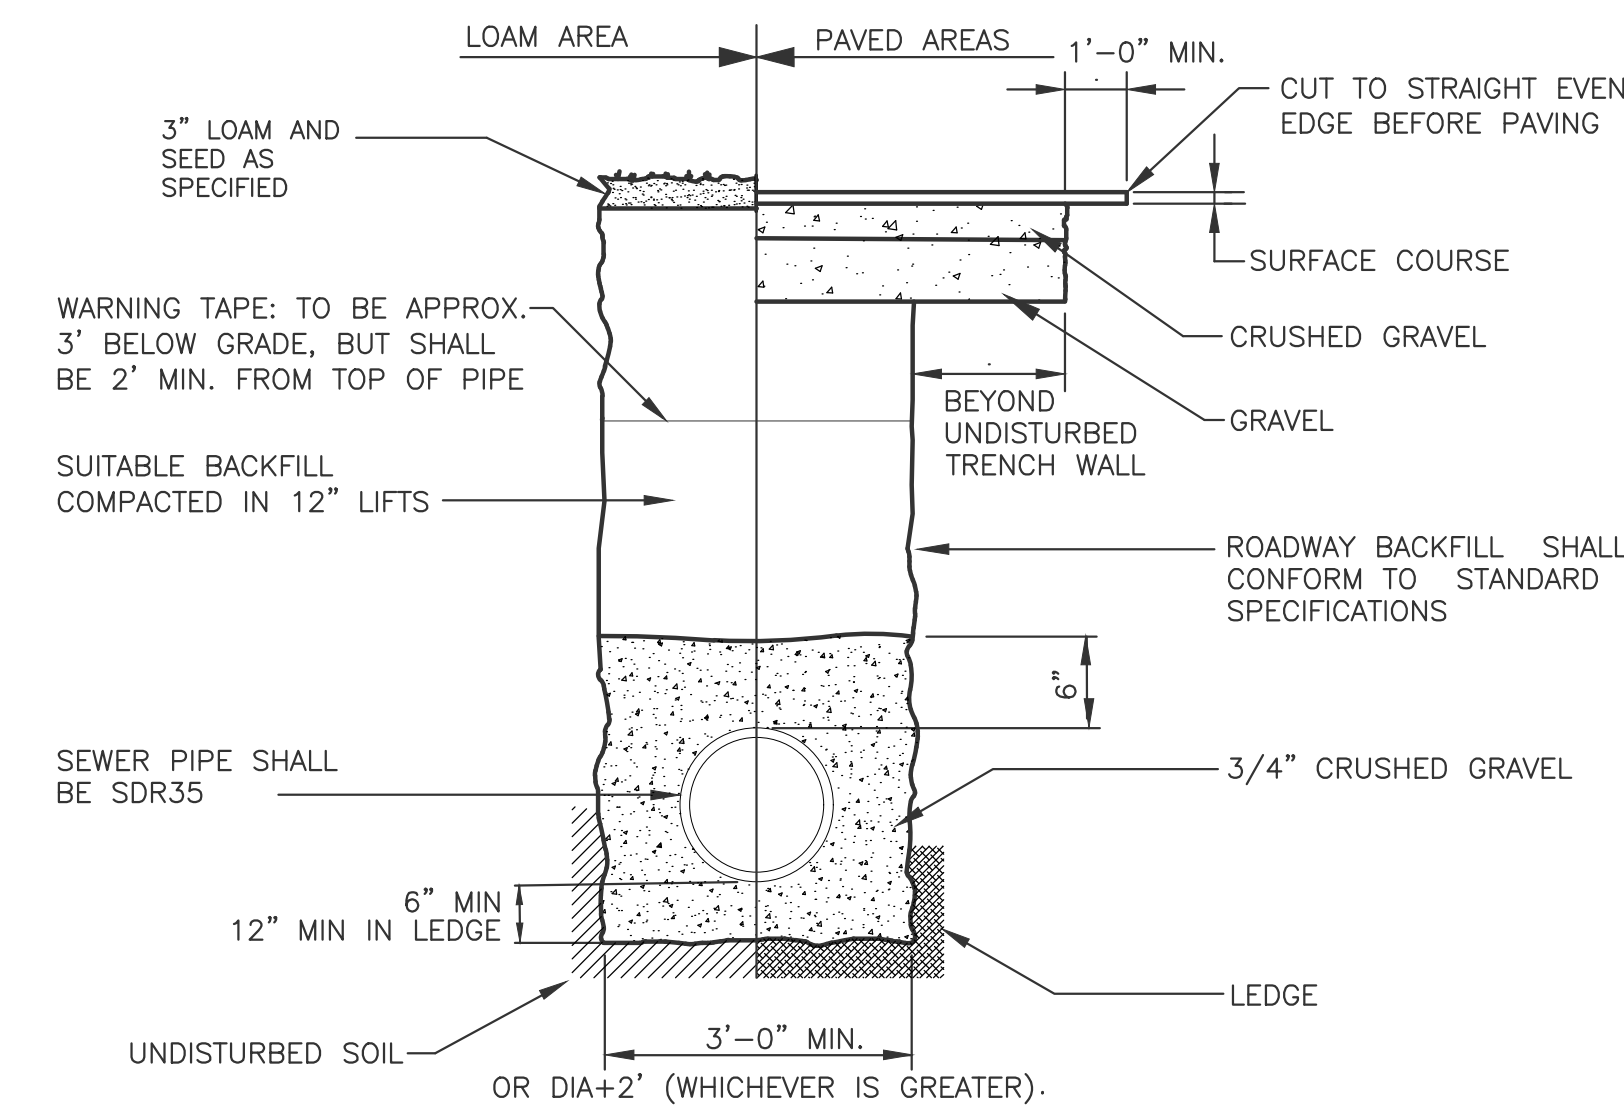 LOAM AREA
PAVED AREAS
1'-0" MIN.
CUT TO STRAIGHT EVEN
EDGE BEFORE PAVING
3" LOAM AND
SEED AS
SPECIFIED
SURFACE COURSE
WARNING TAPE: TO BE APPROX.
3' BELOW GRADE, BUT SHALL
BE 2' MIN. FROM TOP OF PIPE
CRUSHED GRAVEL
BEYOND
UNDISTURBED
TRENCH WALL
GRAVEL
SUITABLE BACKFILL
COMPACTED IN 12" LIFTS
ROADWAY BACKFILL SHALL
CONFORM TO STANDARD
SPECIFICATIONS
6"
SEWER PIPE SHALL
BE SDR35
3/4" CRUSHED GRAVEL
6" MIN
12" MIN IN LEDGE
LEDGE
UNDISTURBED SOIL
3'-0" MIN.
OR DIA+2' (WHICHEVER IS GREATER).